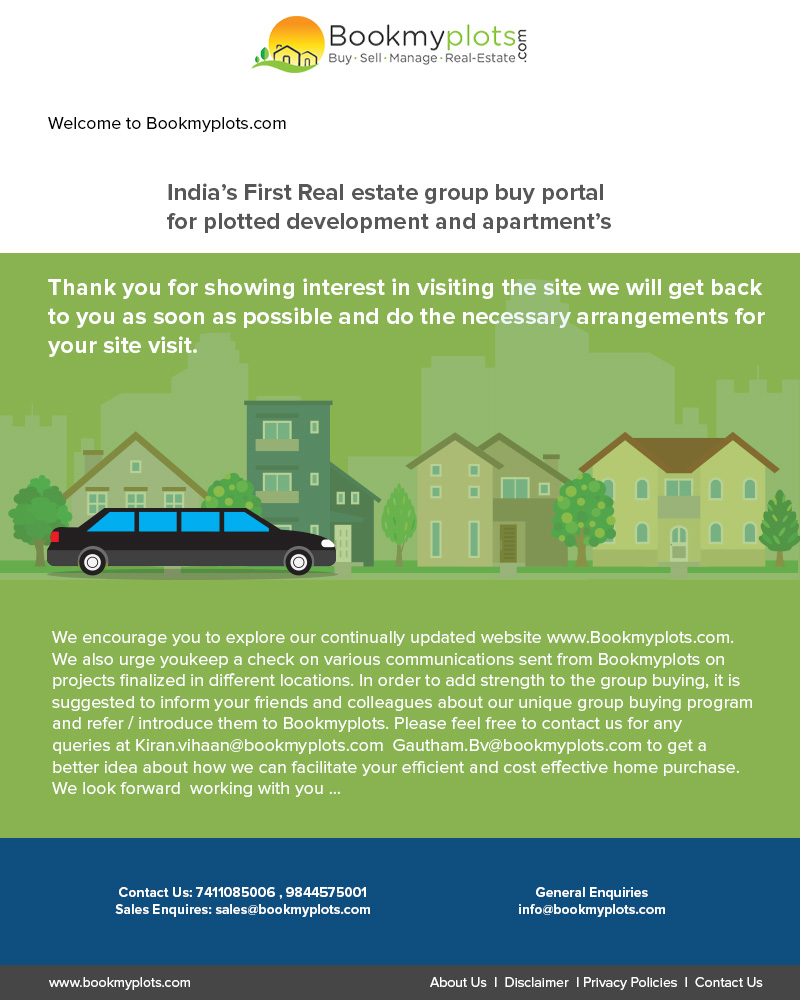 Bookmyplots.com
Buy · Sell · Manage · Real-Estate
Welcome to Bookmyplots.com
India’s First Real estate group buy portal
for plotted development and apartment’s
Thank you for showing interest in visiting the site we will get back
to you as soon as possible and do the necessary arrangements for
your site visit.
We encourage you to explore our continually updated website www.Bookmyplots.com.
We also urge youkeep a check on various communications sent from Bookmyplots on
projects finalized in different locations. In order to add strength to the group buying, it is
suggested to inform your friends and colleagues about our unique group buying program
and refer / introduce them to Bookmyplots. Please feel free to contact us for any
queries at Kiran.vihaan@bookmyplots.com  Gautham.Bv@bookmyplots.com to get a
better idea about how we can facilitate your efficient and cost effective home purchase.
We look forward  working with you ...
Contact Us: 7411085006 , 9844575001
Sales Enquires: sales@bookmyplots.com
General Enquiries
info@bookmyplots.com
www.bookmyplots.com
About Us | Disclaimer | Privacy Policies | Contact Us